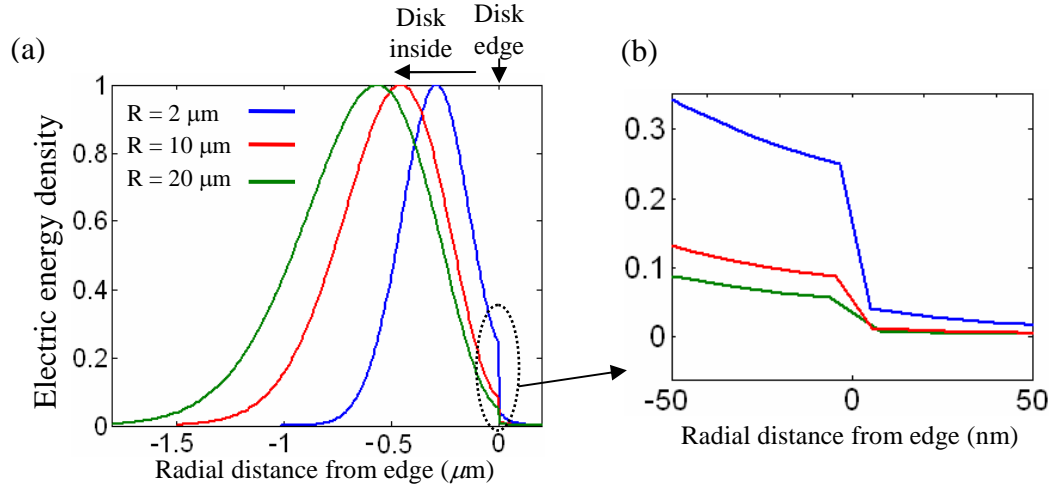 (a)
Disk inside
Disk edge
R = 2 μm
R = 10 μm
R = 20 μm
Electric energy density
1
0.8
0.6
0.4
0.2
0
-1.5
-1
-0.5
0
Radial distance from edge (μm)
(b)
0.3
0.2
0.1
0
-50
0
50
Radial distance from edge (nm)